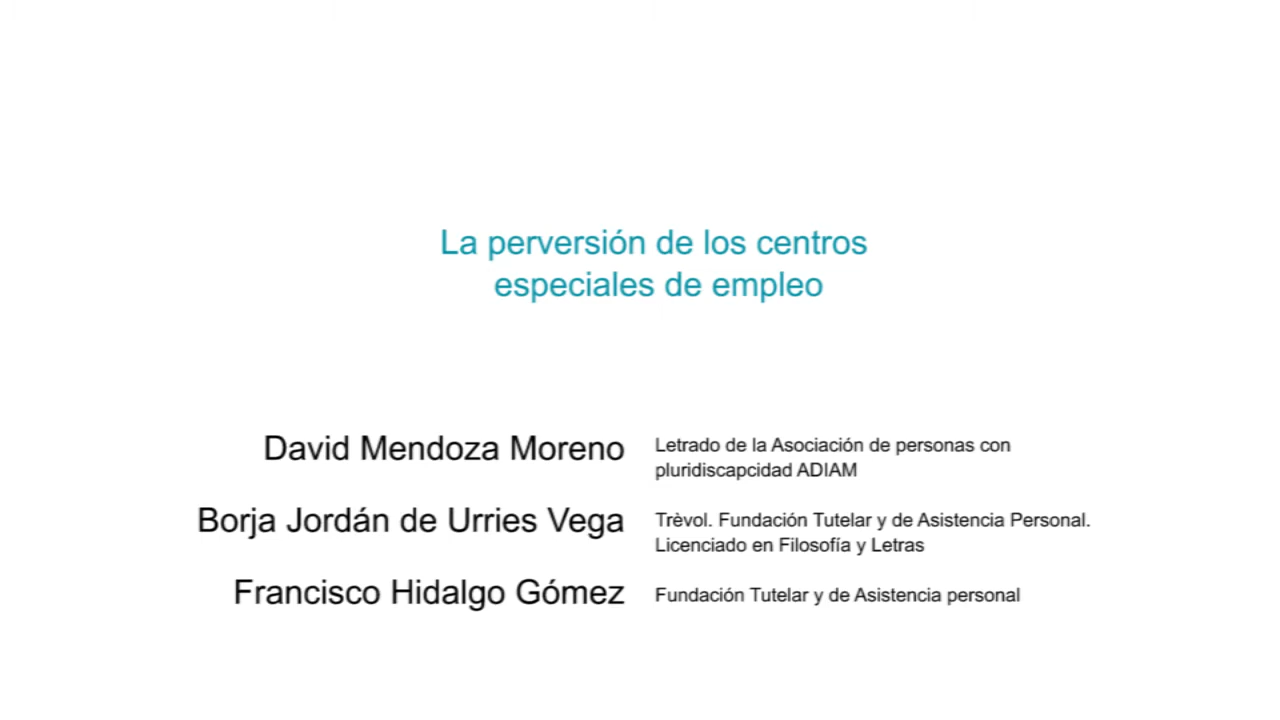 La perversión de los centros
especiales de empleo
David Mendoza Moreno
Letrado de la Asociación de personas con
pluridiscapcidad ADIAM
Borja Jordán de Urries Vega
Trèvol. Fundación Tutelar y de Asistencia Personal.
Licenciado en Filosofía y Letras
Francisco Hidalgo Gómez
Fundación Tutelar y de Asistencia personal